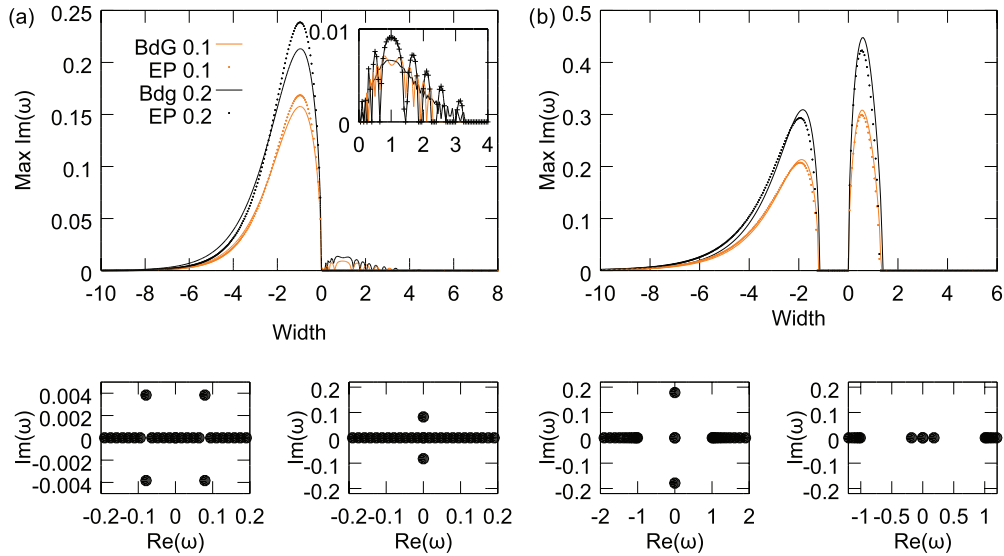 (a)
0.25
0.2
0.15
0.1
0.05
0
Max Im(ω)
BdG 0.1
EP 0.1
Bdg 0.2
EP 0.2
0.01
0
0 1 2 3 4
-10 -8 -6 -4 -2 0 2 4 6 8
Width
(b)
0.5
0.4
0.3
0.2
0.1
0
Max Im(ω)
-10 -8 -6 -4 -2 0 2 4 6
Width
0.004
0.002
0
-0.002
-0.004
Im(ω)
-0.2 -0.1 0 0.1 0.2
Re(ω)
0.2
0.1
0
-0.1
-0.2
Im(ω)
-0.2 -0.1 0 0.1 0.2
Re(ω)
0.2
0.1
0
-0.1
-0.2
Im(ω)
-2 -1 0 1 2
Re(ω)
0.2
0.1
0
-0.1
-0.2
Im(ω)
-1 -0.5 0 0.5 1
Re(ω)